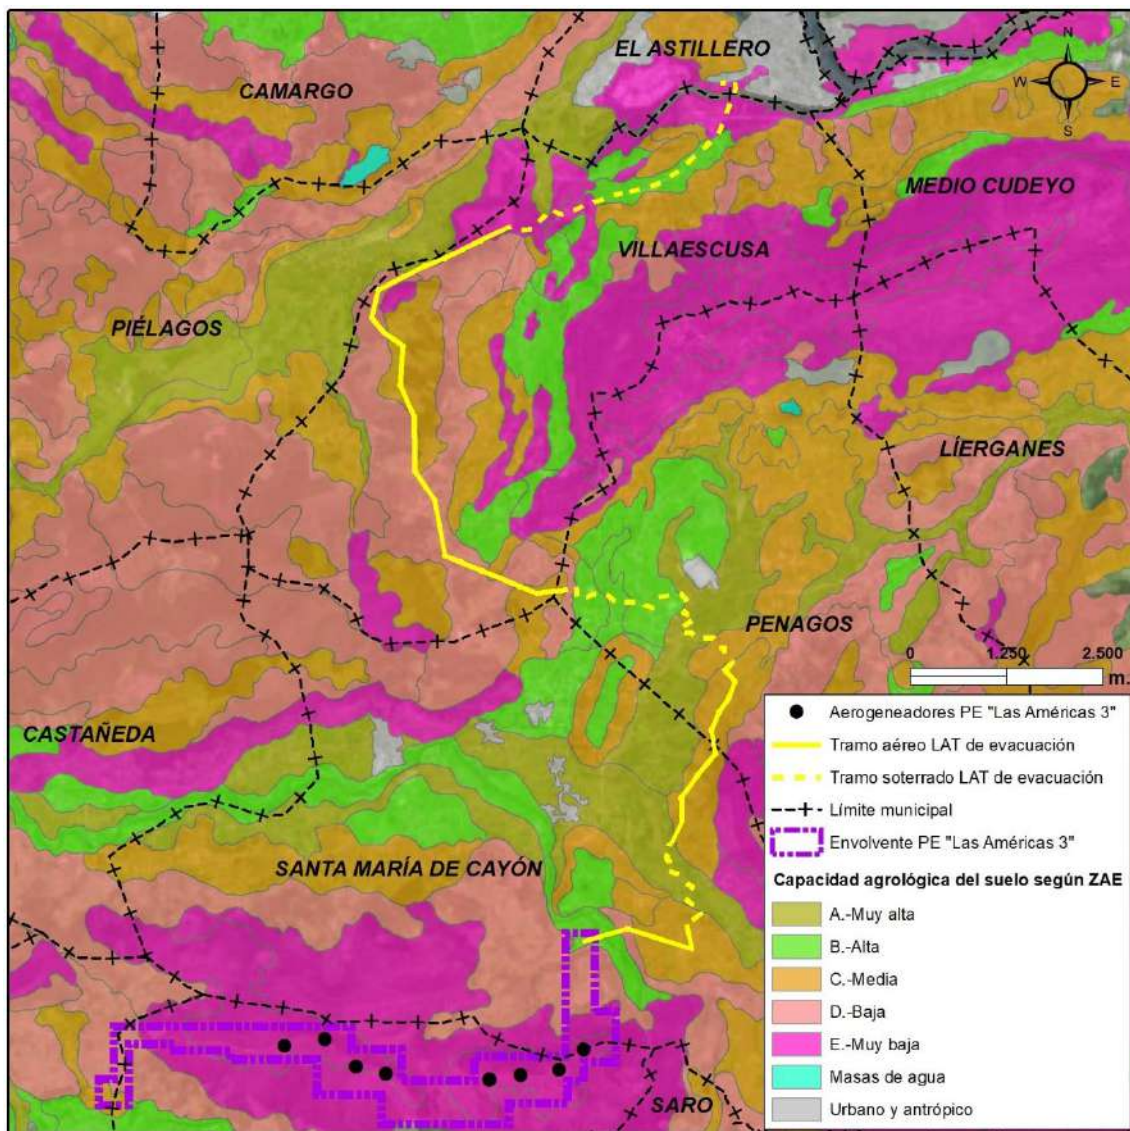 EL ASTILLERO
N
W
E
S
CAMARGO
MEDIO CUDEYO
VILLAESCUSA
PIÉLAGOS
LÍERGANES
PENAGOS
0 1.250 2.500
m.
CASTAÑEDA
SANTA MARÍA DE CAYÓN
SARO
Aerogeneadores PE "Las Américas 3"
Tramo aéreo LAT de evacuación
Tramo soterrado LAT de evacuación
Límite municipal
Envolvente PE "Las Américas 3"
Capacidad agrológica del suelo según ZAE
A.-Muy alta
B.-Alta
C.-Media
D.-Baja
E.-Muy baja
Masas de agua
Urbano y antrópico